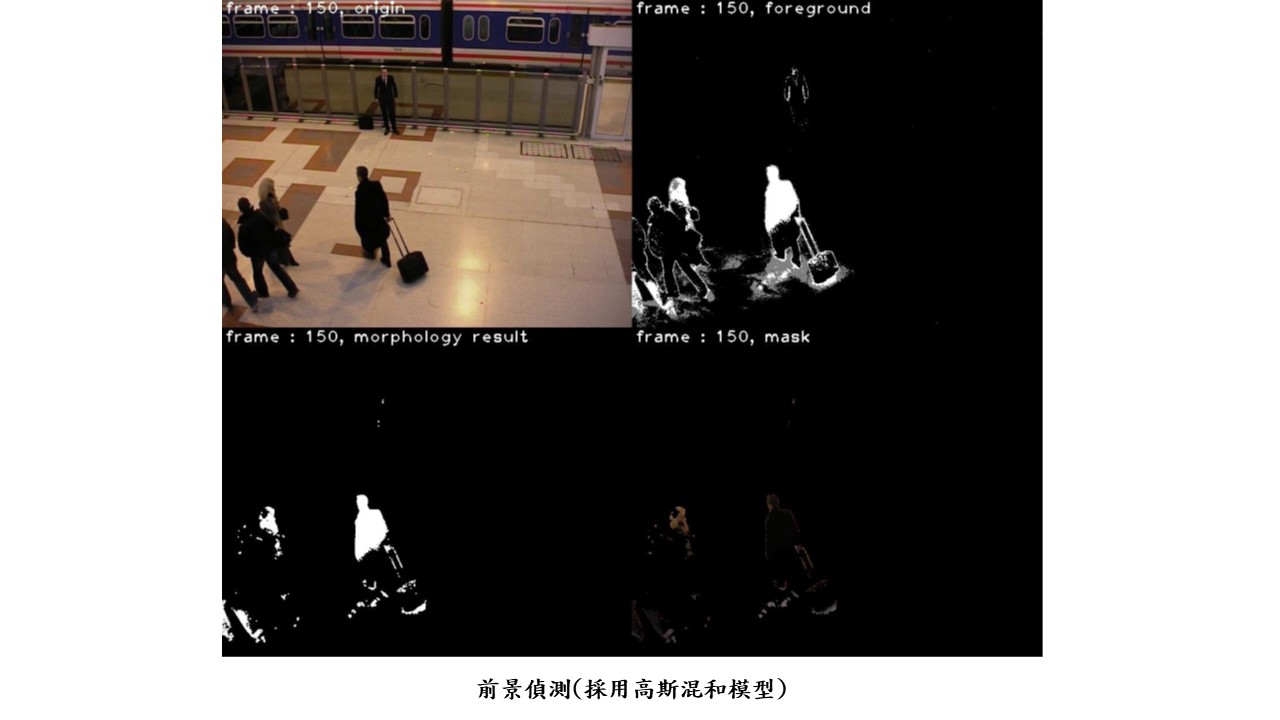 frame : 150, origin
frame : 150, foreground
frame : 150, morphology result
frame : 150, mask
前景偵測(採用高斯混和模型)